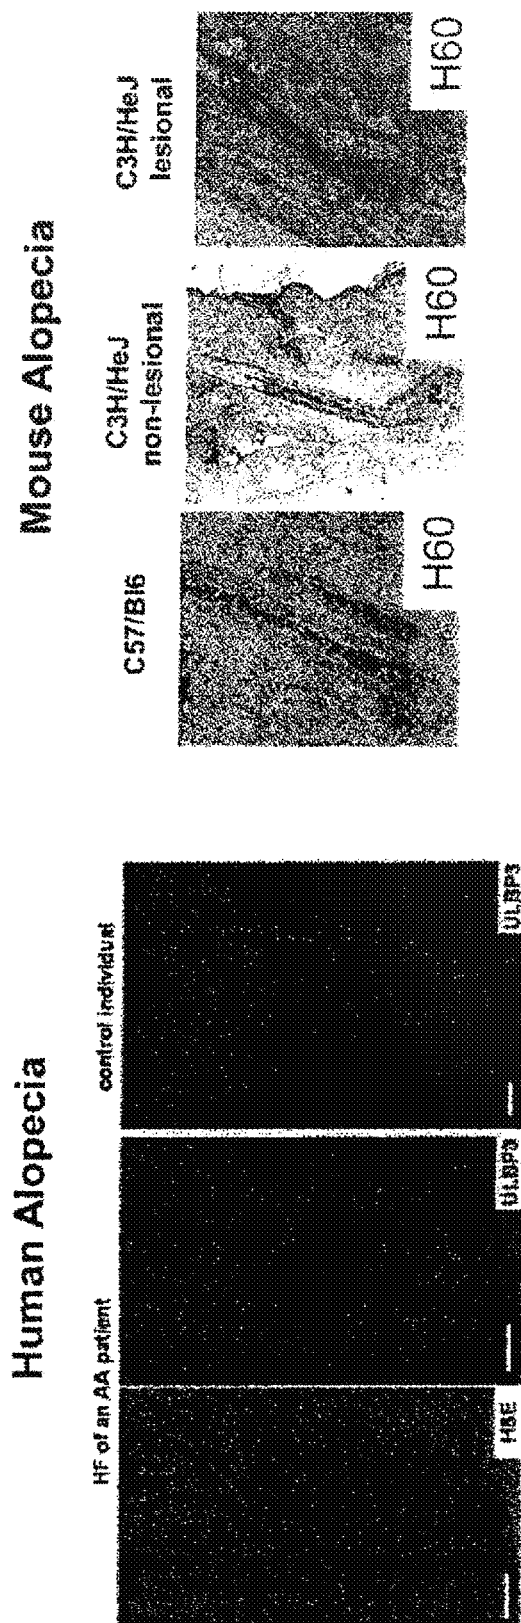 Human Alopecia
HF of an AA patient
control individual
H&E
ULBP3
ULBP3
Mouse Alopecia
C57/Bl6
C3H/HeJ
non-lesional
C3H/HeJ
lesional
H60
H60
H60